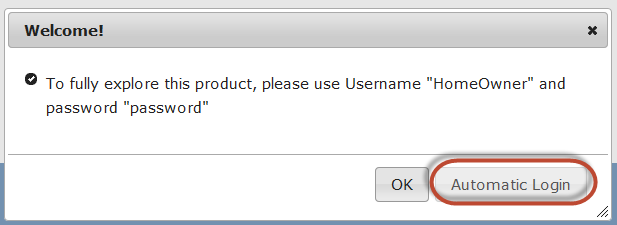 Welcome!
To fully explore this product, please use Username "HomeOwner" and
password "password"
OK Automatic Login